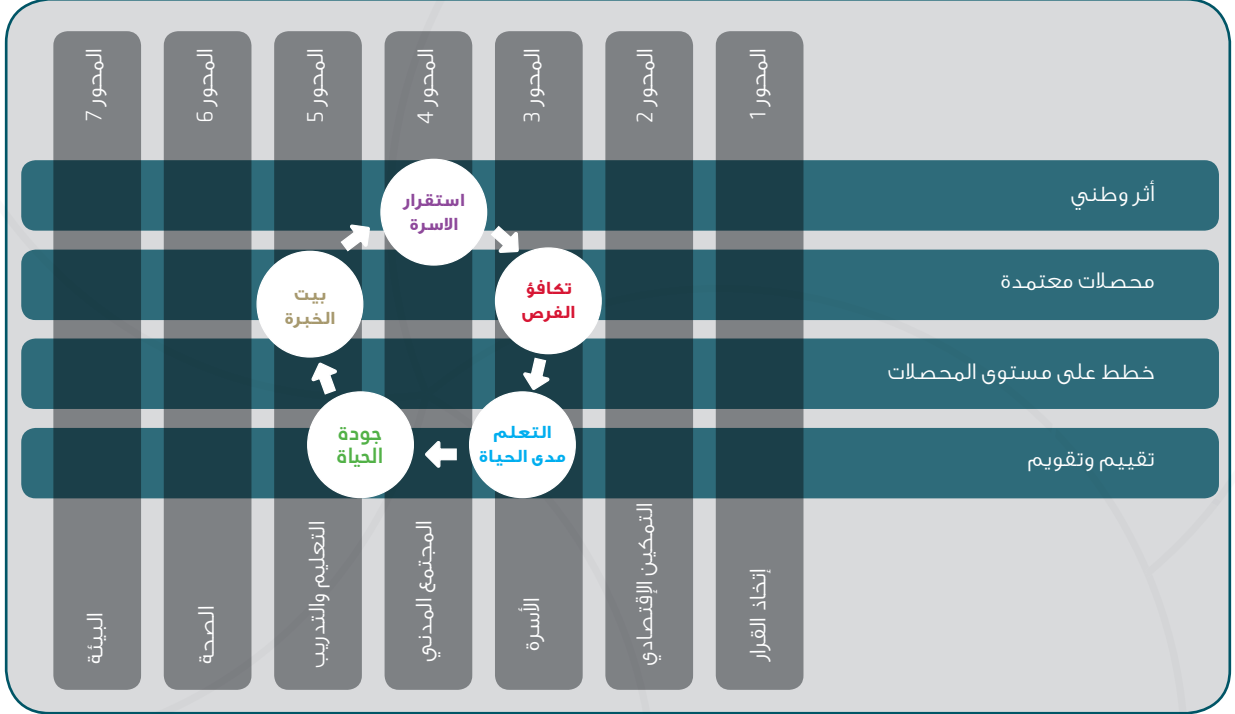 المحور 1
المحور 2
المحور 3
المحور 4
المحور 5
المحور 6
المحور 7
أثر وطني
محصلات معتمدة
خطط على مستوى المحصلات
تقييم وتقويم
استقرار
الاسرة
تكافؤ
الفرص
التعلم
مدى الحياة
جودة
الحياة
بيت
الخبرة
إتخاذ القرار
التمكين الإقتصادي
الأسرة
المجتمع المدني
التعليم والتدريب
الصحة
البيئة